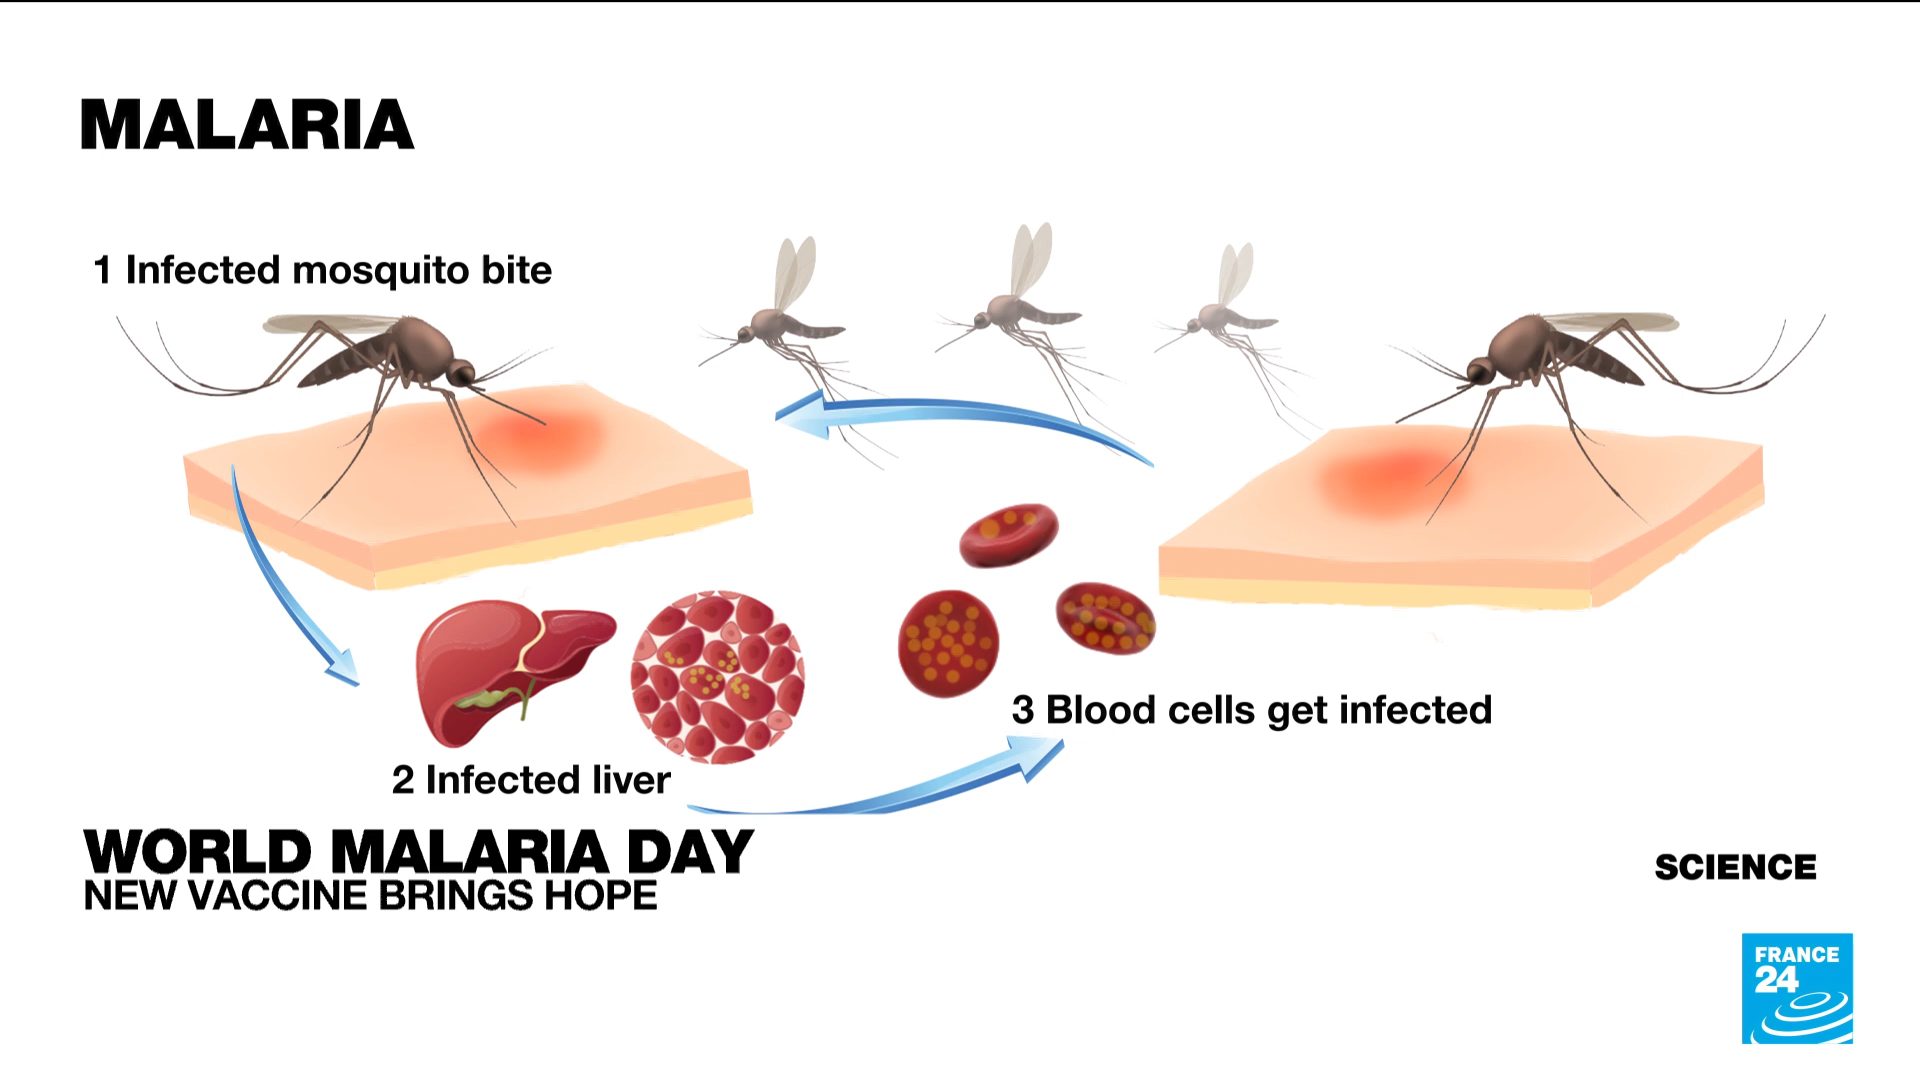 MALARIA
1 Infected mosquito bite
3 Blood cells get infected
2 Infected liver
WORLD MALARIA DAY
NEW VACCINE BRINGS HOPE
SCIENCE
FRANCE
24